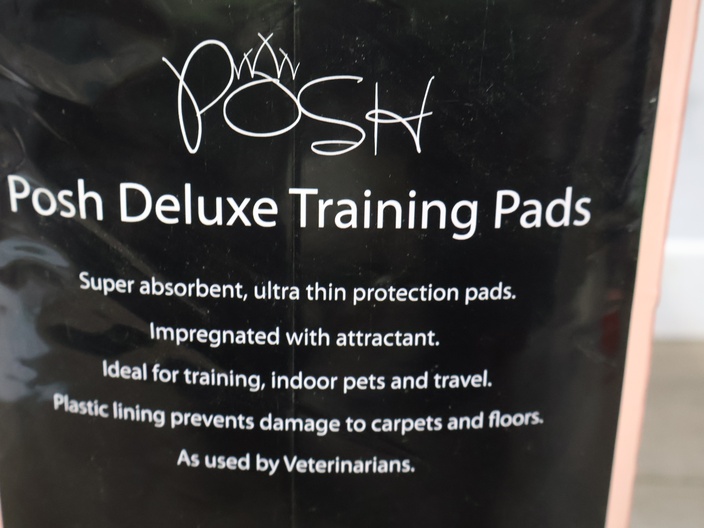 POSH
Posh Deluxe Training Pads
Super absorbent, ultra thin protection pads.
Impregnated with attractant.
Ideal for training, indoor pets and travel.
Plastic lining prevents damage to carpets and floors.
As used by Veterinarians.